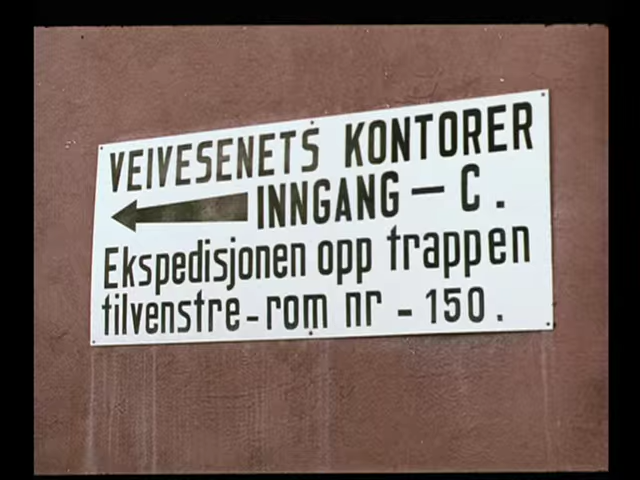 VEIVESENETS KONTORER
INNGANG – C.
Ekspedisjonen opp trappen
tilvenstre - rom nr - 150.